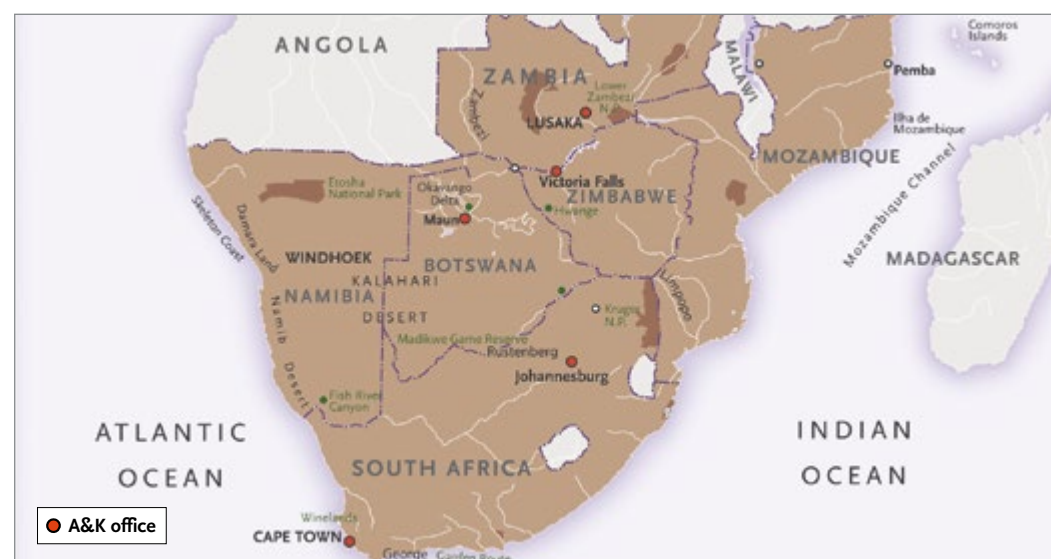 Comoros
Islands
ANGOLA
ZAMBIA
MALAWI
Pemba
Lower
Zambezi
N.P.
Zambezi
LUSAKA
Ilha de
Mozambique
MOZAMBIQUE
Mozambique Channel
Victoria Falls
ZIMBABWE
Etosha
National Park
Okavango
Delta
Maun
Hwange
Skeleton Coast
Damara Land
WINDHOEK
BOTSWANA
MADAGASCAR
KALAHARI
DESERT
NAMIBIA
Limpopo
Kruger
N.P.
Namib Desert
Madikwe Game Reserve
Rustenberg
Johannesburg
Fish River
Canyon
ATLANTIC
OCEAN
INDIAN
OCEAN
SOUTH AFRICA
A&K office
Winelands
CAPE TOWN
George
Garden Route